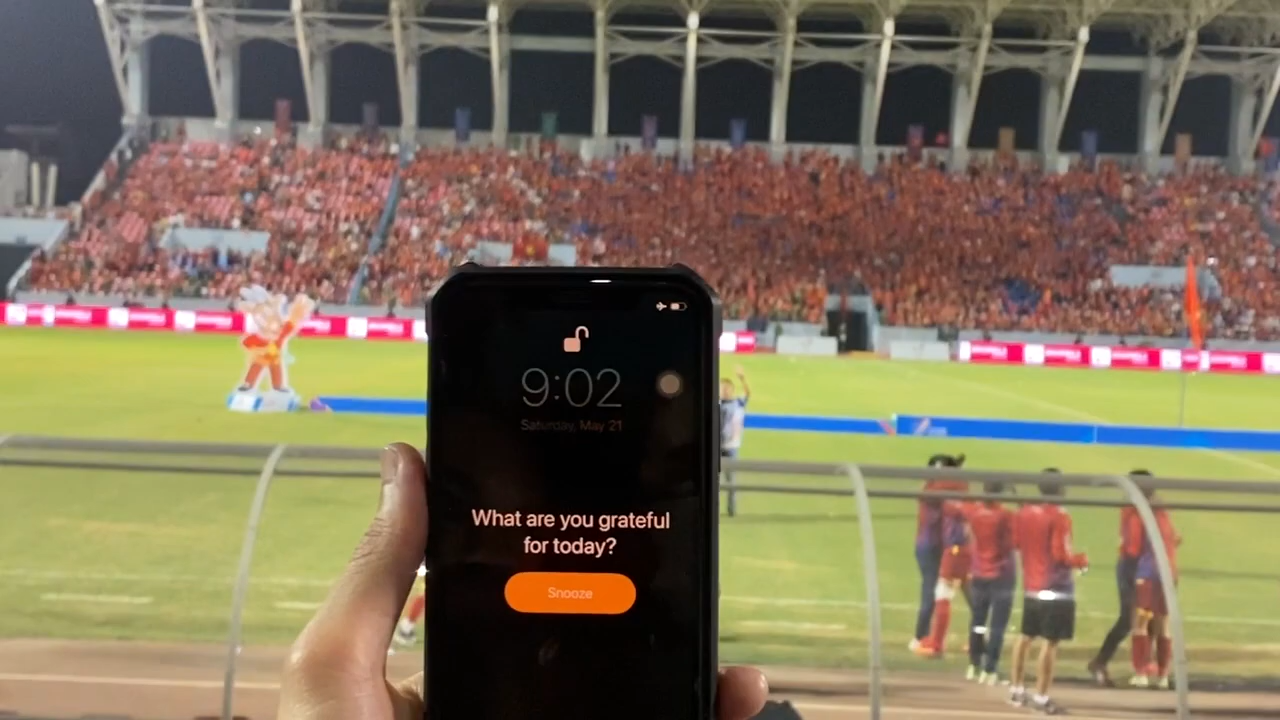 9:02
Saturday, May 21
What are you grateful
for today?
Snooze